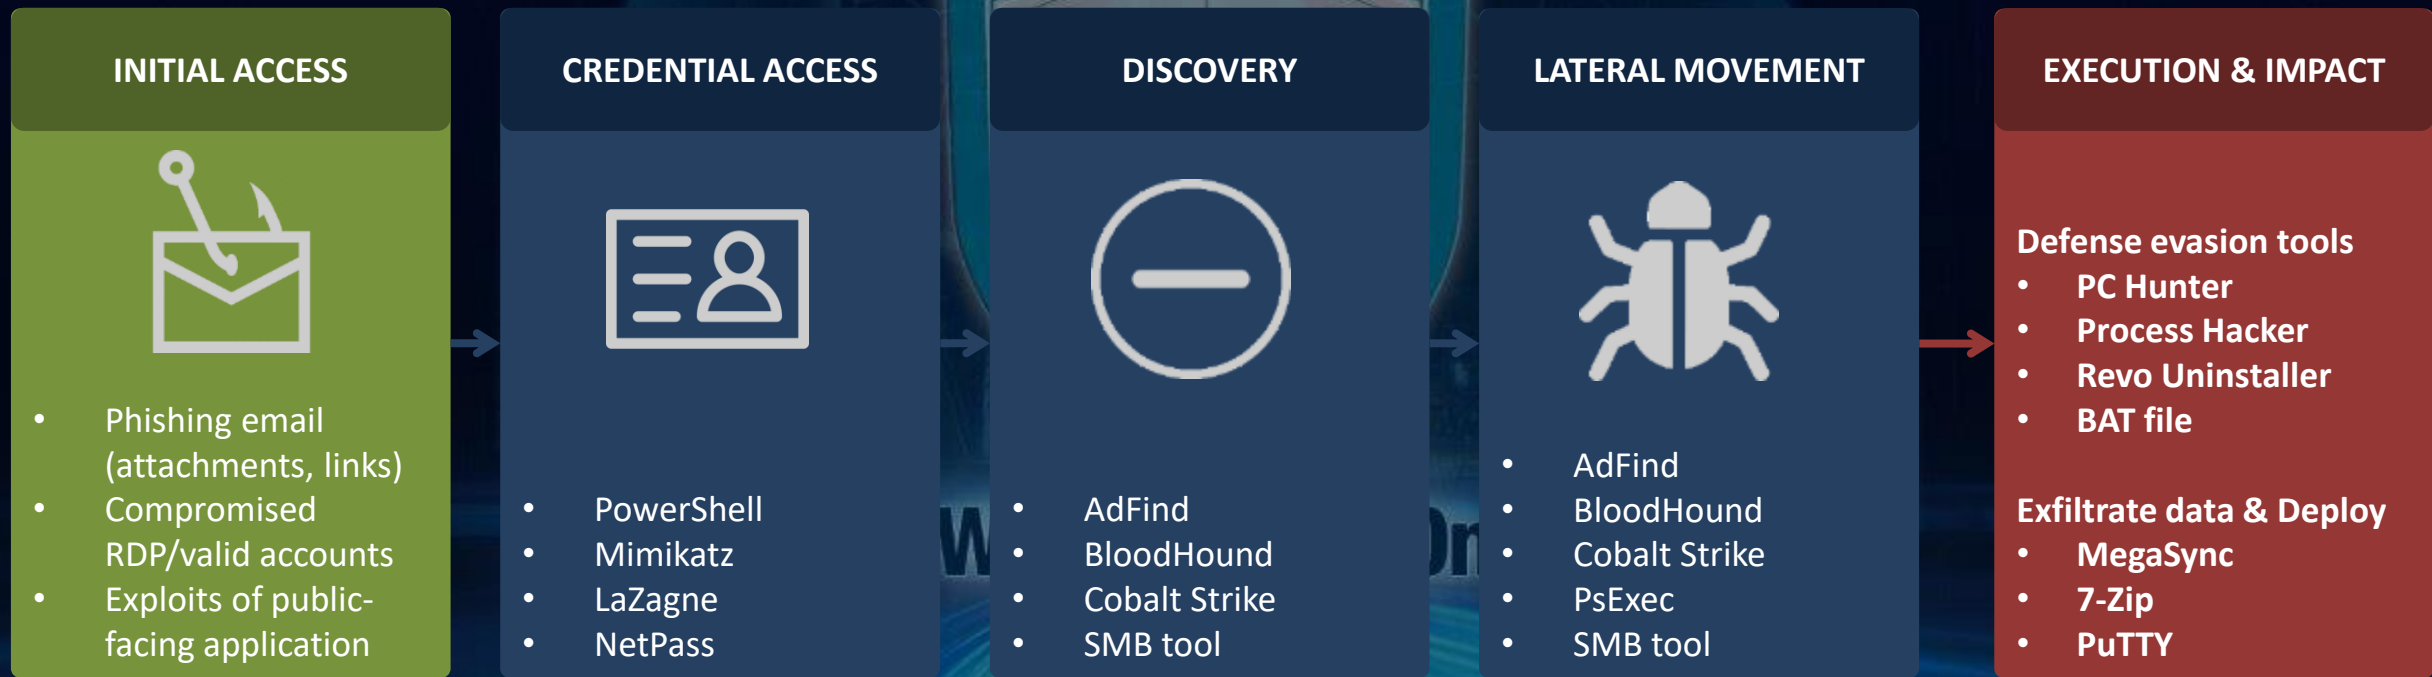 INITIAL ACCESS
• Phishing email
(attachments, links)
• Compromised
RDP/valid accounts
• Exploits of public-
facing application
CREDENTIAL ACCESS
• PowerShell
• Mimikatz
• LaZagne
• NetPass
DISCOVERY
• AdFind
• BloodHound
• Cobalt Strike
• SMB tool
LATERAL MOVEMENT
• AdFind
• BloodHound
• Cobalt Strike
• PsExec
• SMB tool
EXECUTION & IMPACT
Defense evasion tools
• PC Hunter
• Process Hacker
• Revo Uninstaller
• BAT file
Exfiltrate data & Deploy
• MegaSync
• 7-Zip
• PuTTY